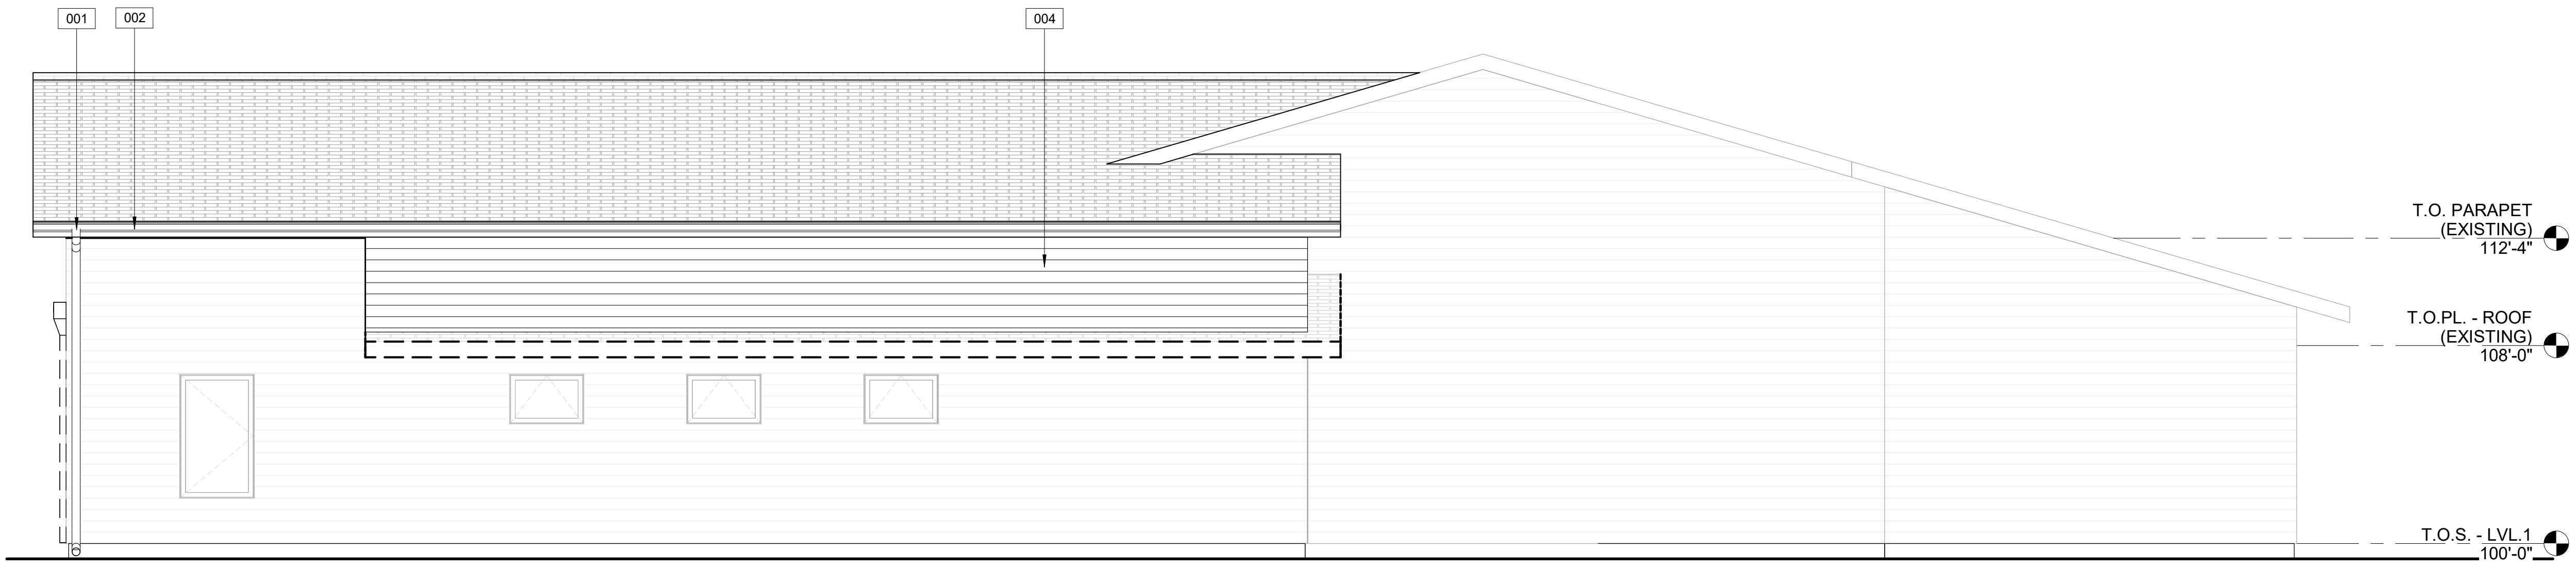 001
002
004
T.O. PARAPET
(EXISTING)
112'-4"
T.O.PL. - ROOF
(EXISTING)
108'-0"
T.O.S. - LVL.1
100'-0"